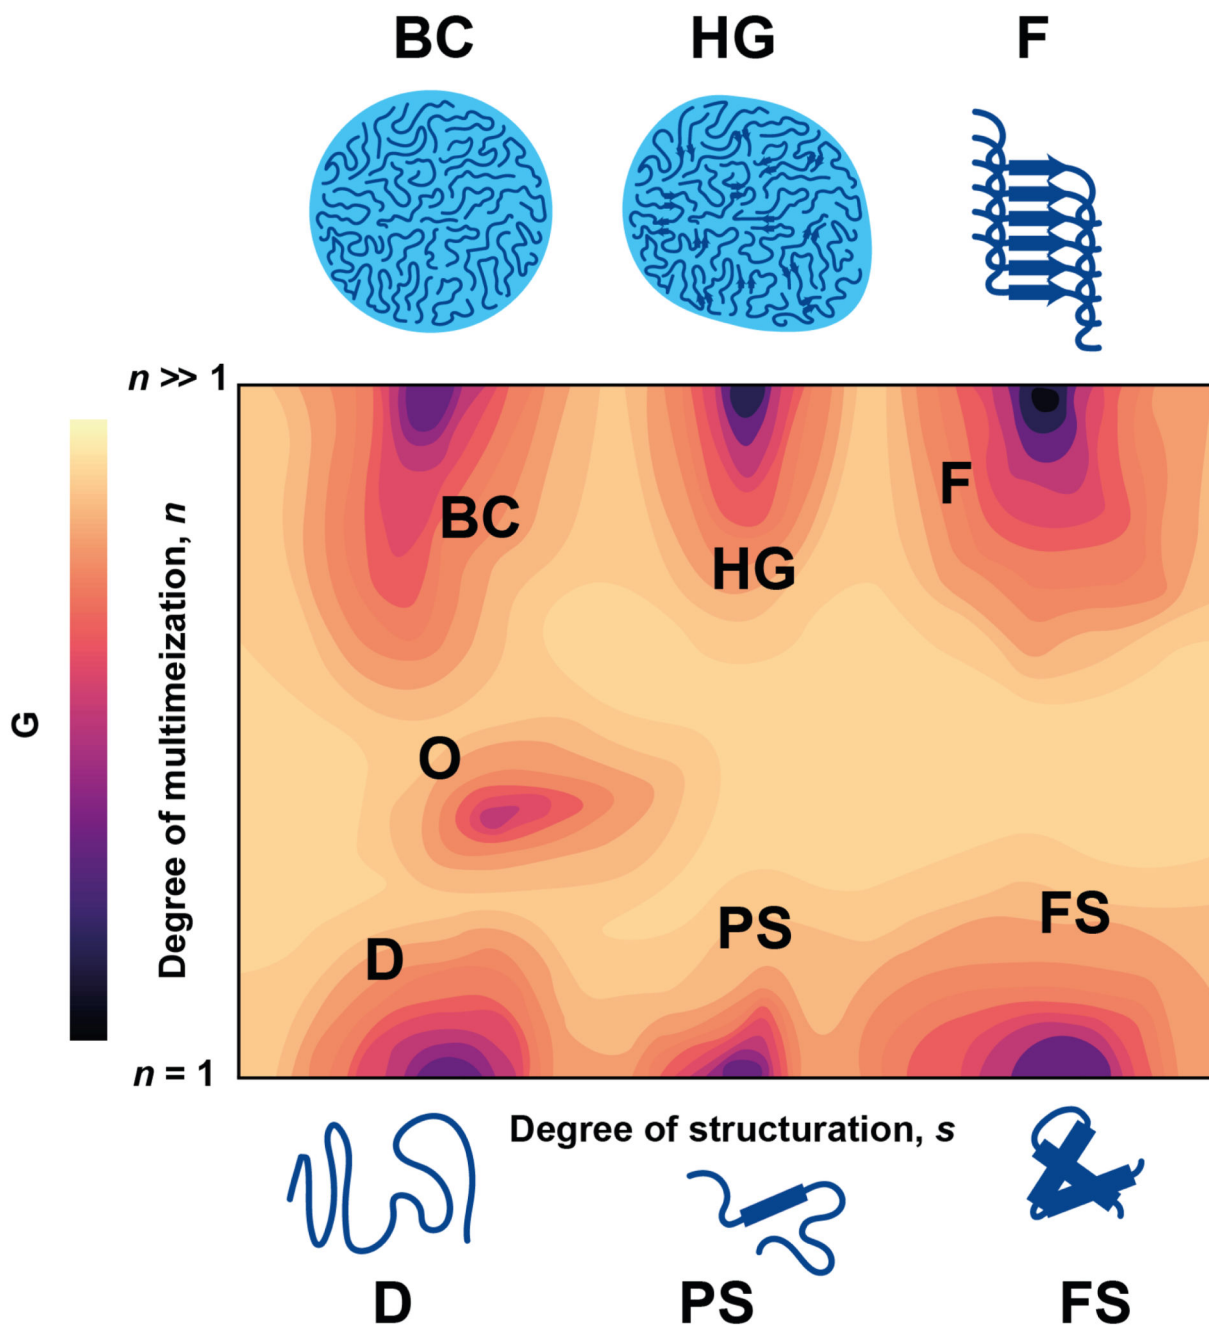 BC HG F
n >> 1
G
Degree of multimeization, n
BC
F
HG
O
PS
FS
D
n = 1
Degree of structuration, s
D PS FS